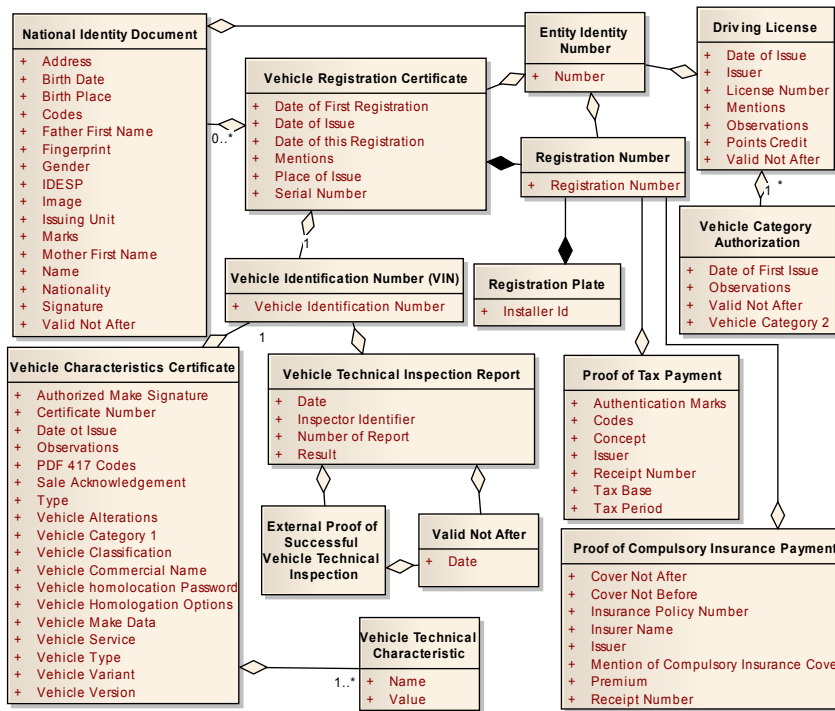 National Identity Document
+ Address
+ Birth Date
+ Birth Place
+ Codes
+ Father First Name
+ Fingerprint
+ Gender
+ IDESP
+ Image
+ Issuing Unit
+ Marks
+ Mother First Name
+ Name
+ Nationality
+ Signature
+ Valid Not After
Entity Identity
Number
+ Number
Driving License
+ Date of Issue
+ Issuer
+ License Number
+ Mentions
+ Observations
+ Points Credit
+ Valid Not After
Vehicle Registration Certificate
+ Date of First Registration
+ Date of Issue
+ Date of this Registration
+ Mentions
+ Place of Issue
+ Serial Number
0..*
Registration Number
+ Registration Number
1 *
Vehicle Category
Authorization
+ Date of First Issue
+ Observations
+ Valid Not After
+ Vehicle Category 2
1
Vehicle Identification Number (VIN)
+ Vehicle Identification Number
1
Registration Plate
+ Installer Id
Vehicle Characteristics Certificate
+ Authorized Make Signature
+ Certificate Number
+ Date ot Issue
+ Observations
+ PDF 417 Codes
+ Sale Acknowledgement
+ Type
+ Vehicle Alterations
+ Vehicle Category 1
+ Vehicle Classification
+ Vehicle Commercial Name
+ Vehicle homolocation Password
+ Vehicle Homologation Options
+ Vehicle Make Data
+ Vehicle Service
+ Vehicle Type
+ Vehicle Variant
+ Vehicle Version
Vehicle Technical Inspection Report
+ Date
+ Inspector Identifier
+ Number of Report
+ Result
Proof of Tax Payment
+ Authentication Marks
+ Codes
+ Concept
+ Issuer
+ Receipt Number
+ Tax Base
+ Tax Period
External Proof of
Successful
Vehicle Technical
Inspection
Valid Not After
+ Date
Proof of Compulsory Insurance Payment
+ Cover Not After
+ Cover Not Before
+ Insurance Policy Number
+ Insurer Name
+ Issuer
+ Mention of Compulsory Insurance Cove
+ Premium
+ Receipt Number
Vehicle Technical
Characteristic
+ Name
+ Value
1..*